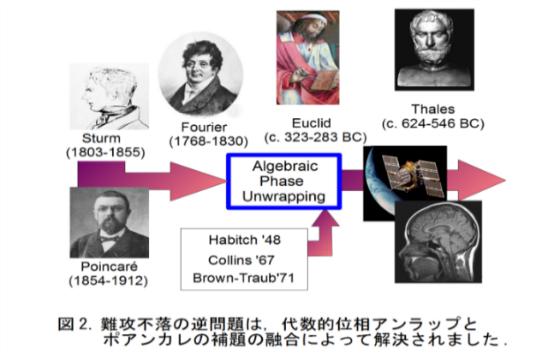 Sturm
(1803-1855)
Fourier
(1768-1830)
Euclid
(c. 323-283 BC)
Thales
(c. 624-546 BC)
Algebraic
Phase
Unwrapping
Poincaré
(1854-1912)
Habitch '48
Collins '67
Brown-Traub'71
図2. 難攻不落の逆問題は，代数的位相アンラップと
ポアンカレの補題の融合によって解決されました.